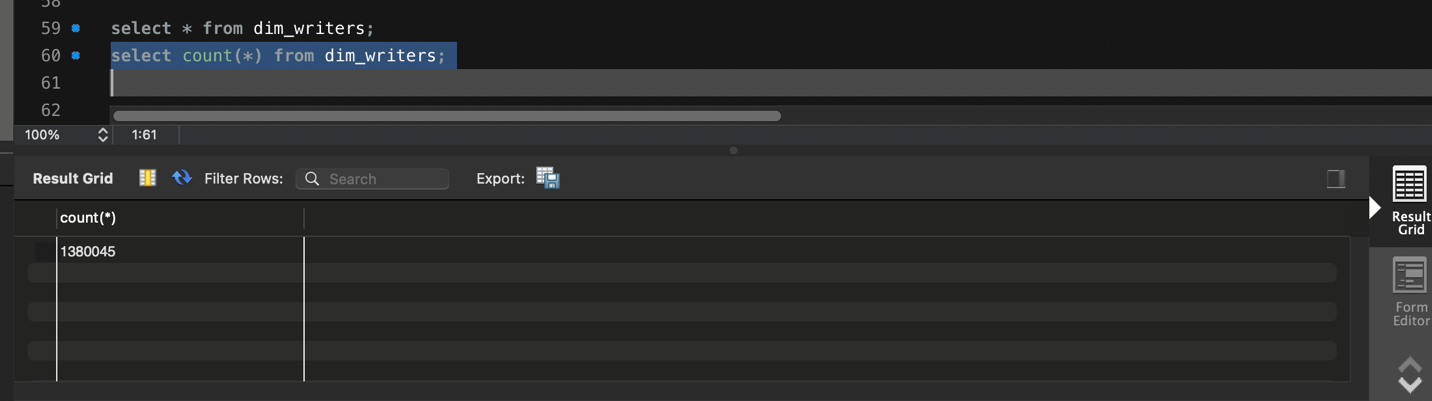 58
59 select * from dim_writers;
60 select count(*) from dim_writers;
61
62
100% 1:61
Result Grid Filter Rows: Search Export:
Result
Grid
count(*)
1380045
Form
Editor